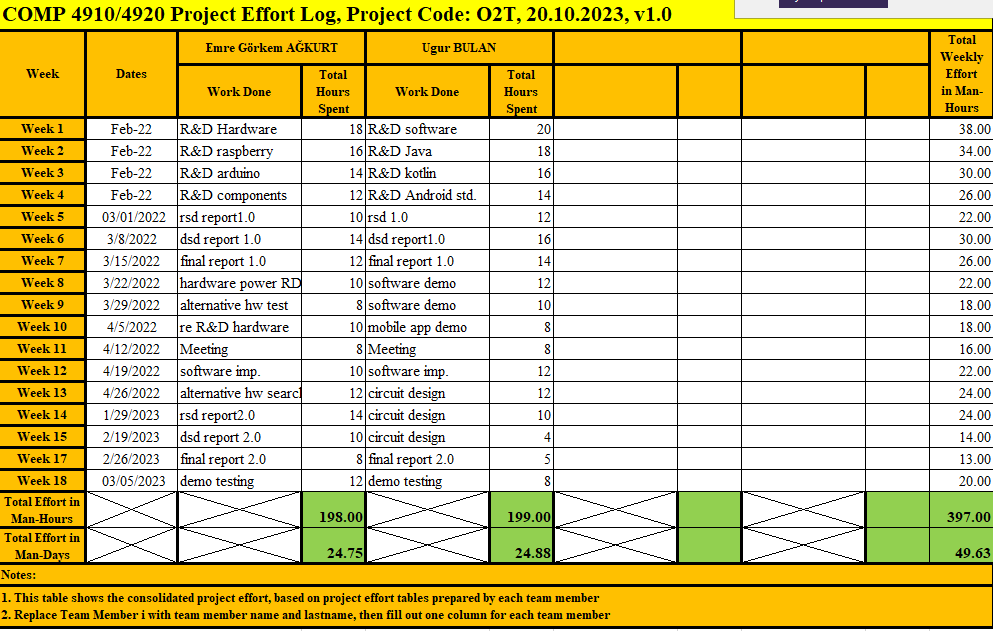 COMP 4910/4920 Project Effort Log, Project Code: O2T, 20.10.2023, v1.0
Week Dates Emre Görkem AĞKURT Ugur BULAN Total Weekly Effort in Man-Hours
Work Done Total Hours Spent Work Done Total Hours Spent
Week 1 Feb-22 R&D Hardware 18 R&D software 20 38.00
Week 2 Feb-22 R&D raspberry 16 R&D Java 18 34.00
Week 3 Feb-22 R&D arduino 14 R&D kotlin 16 30.00
Week 4 Feb-22 R&D components 12 R&D Android std. 14 26.00
Week 5 03/01/2022 rsd report1.0 10 rsd 1.0 12 22.00
Week 6 3/8/2022 dsd report 1.0 14 dsd report1.0 16 30.00
Week 7 3/15/2022 final report 1.0 12 final report 1.0 14 26.00
Week 8 3/22/2022 hardware power RD 10 software demo 12 22.00
Week 9 3/29/2022 alternative hw test 8 software demo 10 18.00
Week 10 4/5/2022 re R&D hardware 10 mobile app demo 8 18.00
Week 11 4/12/2022 Meeting 8 Meeting 8 16.00
Week 12 4/19/2022 software imp. 10 software imp. 12 22.00
Week 13 4/26/2022 alternative hw searcl 12 circuit design 12 24.00
Week 14 1/29/2023 rsd report2.0 14 circuit design 10 24.00
Week 15 2/19/2023 dsd report 2.0 10 circuit design 4 14.00
Week 17 2/26/2023 final report 2.0 8 final report 2.0 5 13.00
Week 18 03/05/2023 demo testing 12 demo testing 8 20.00
Total Effort in Man-Hours 198.00 199.00 397.00
Total Effort in Man-Days 24.75 24.88 49.63
Notes:
1. This table shows the consolidated project effort, based on project effort tables prepared by each team member
2. Replace Team Member i with team member name and lastname, then fill out one column for each team member